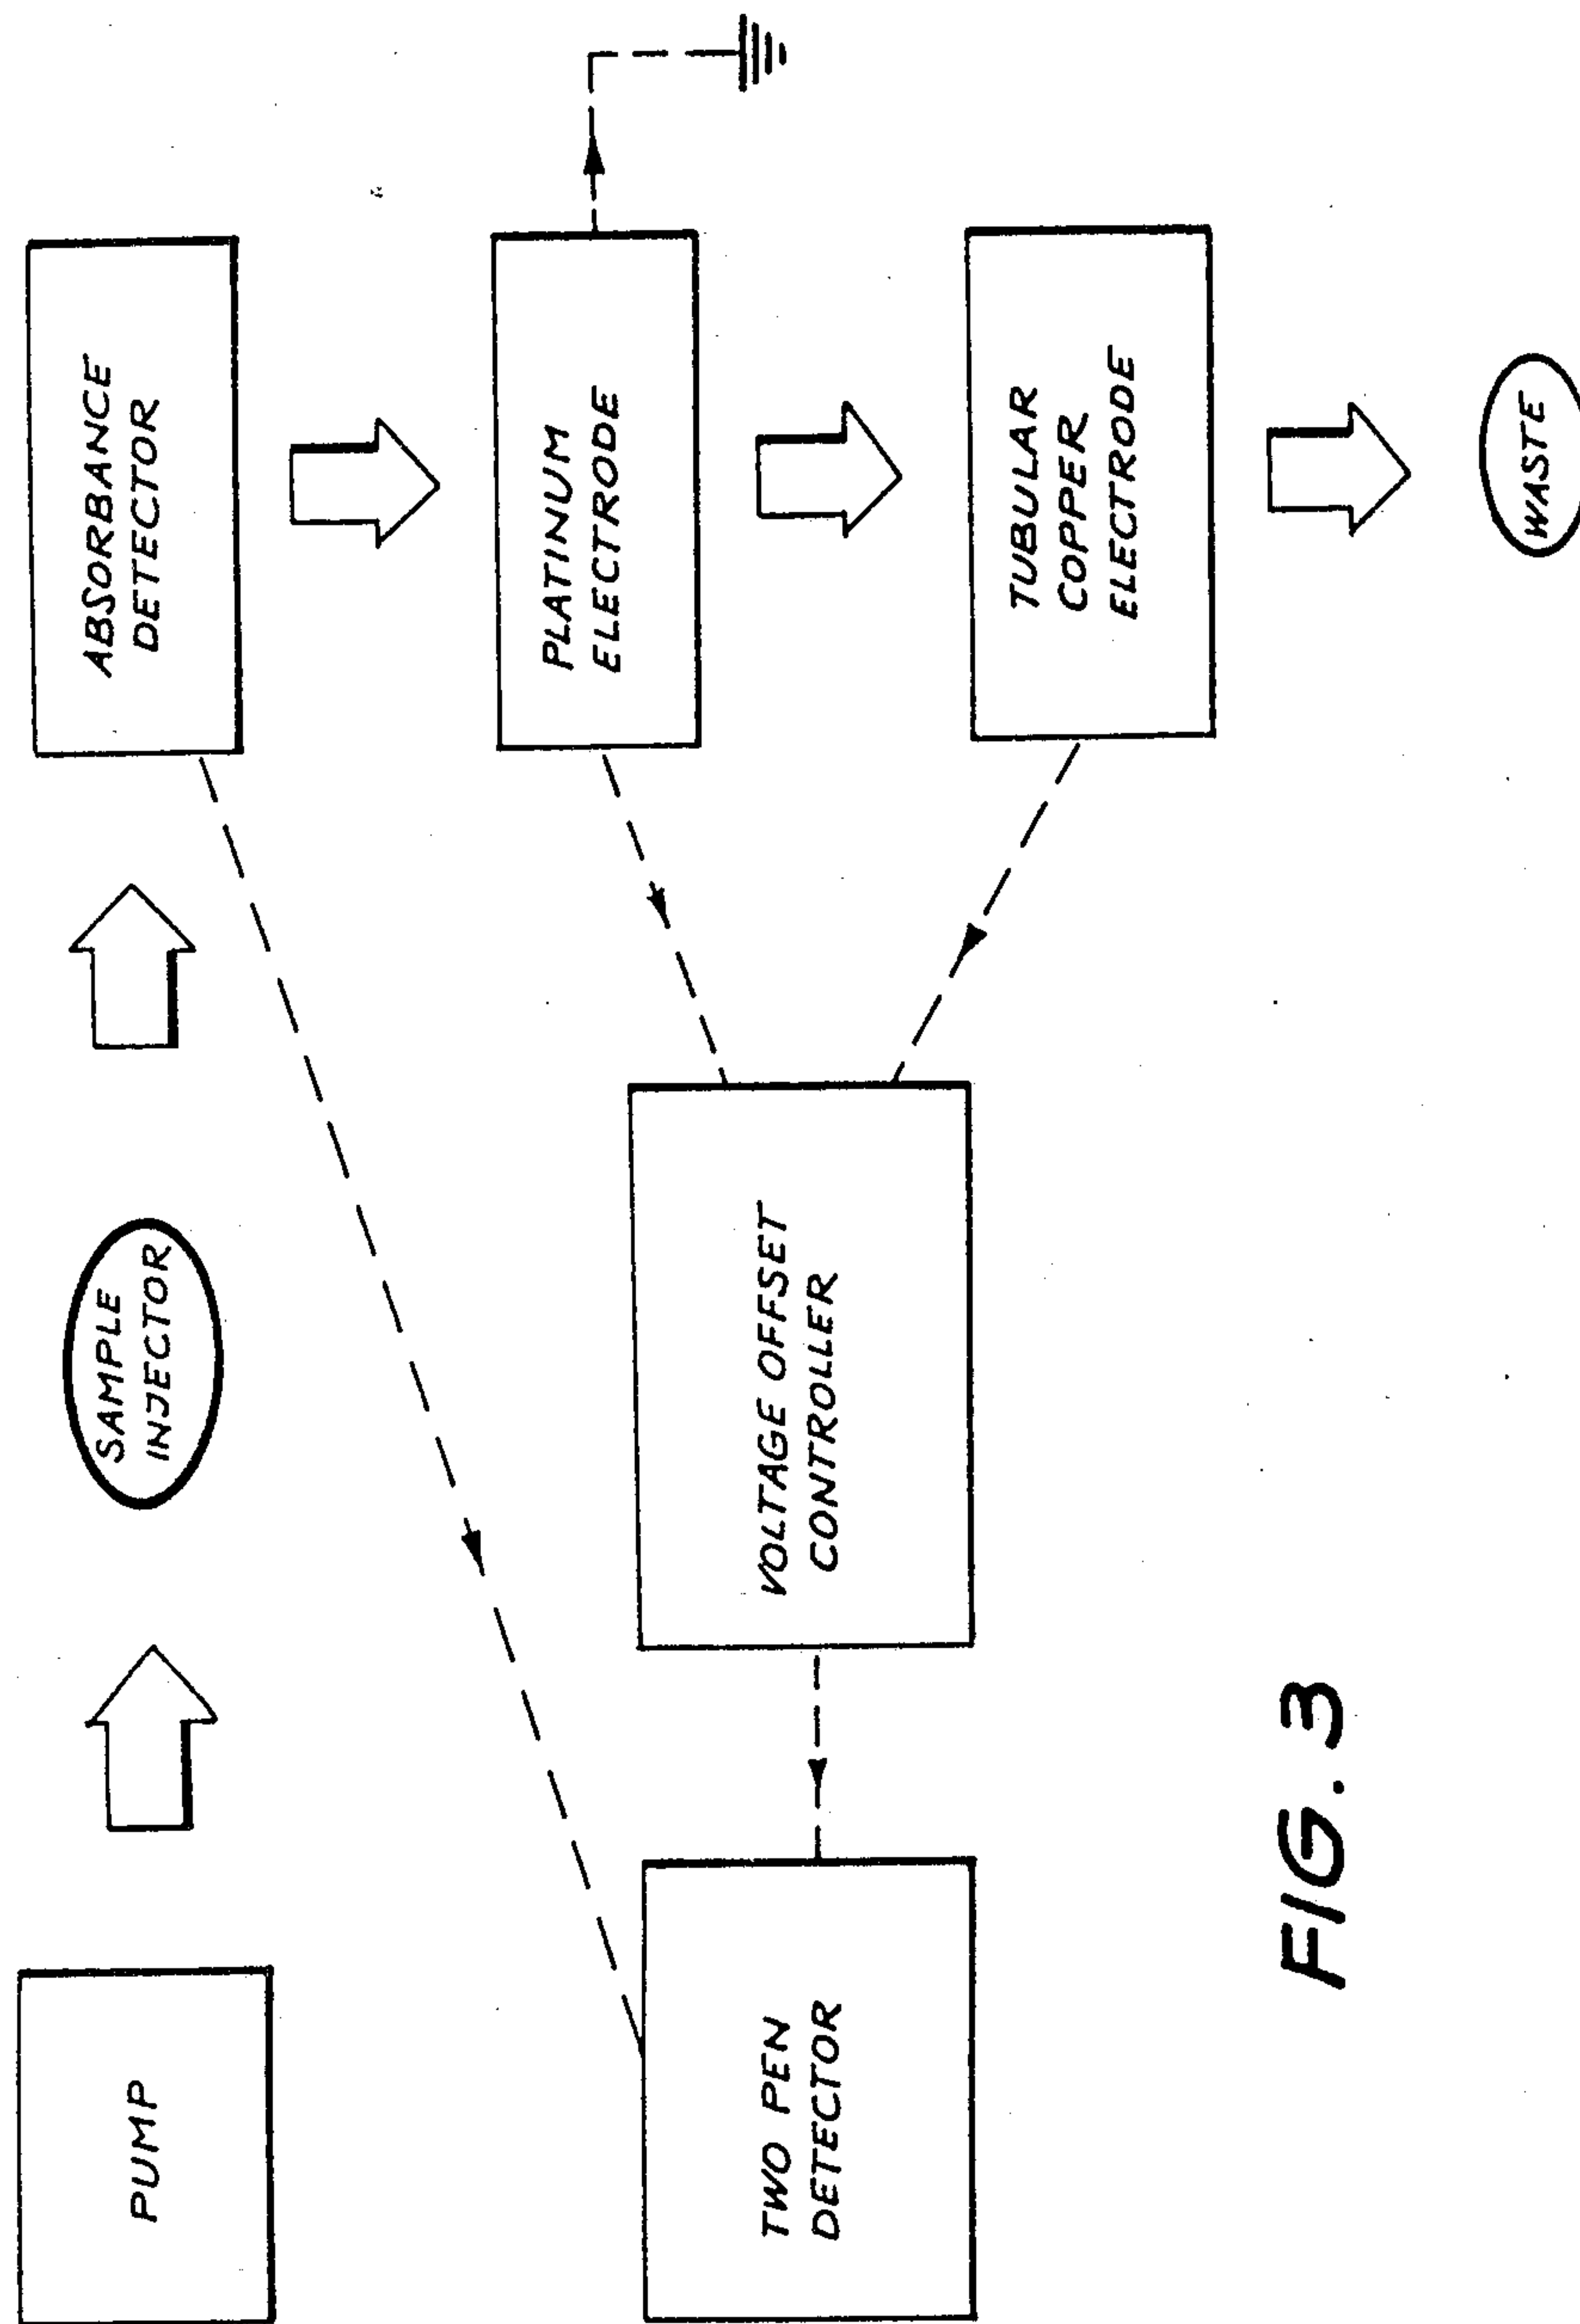 PUMP
SAMPLE
INJECTOR
ABSORBANCE
DETECTOR
PLATINUM
ELECTRODE
TUBULAR
COPPER
ELECTRODE
WASTE
VOLTAGE OFFSET
CONTROLLER
TWO PEN
DETECTOR
FIG. 3